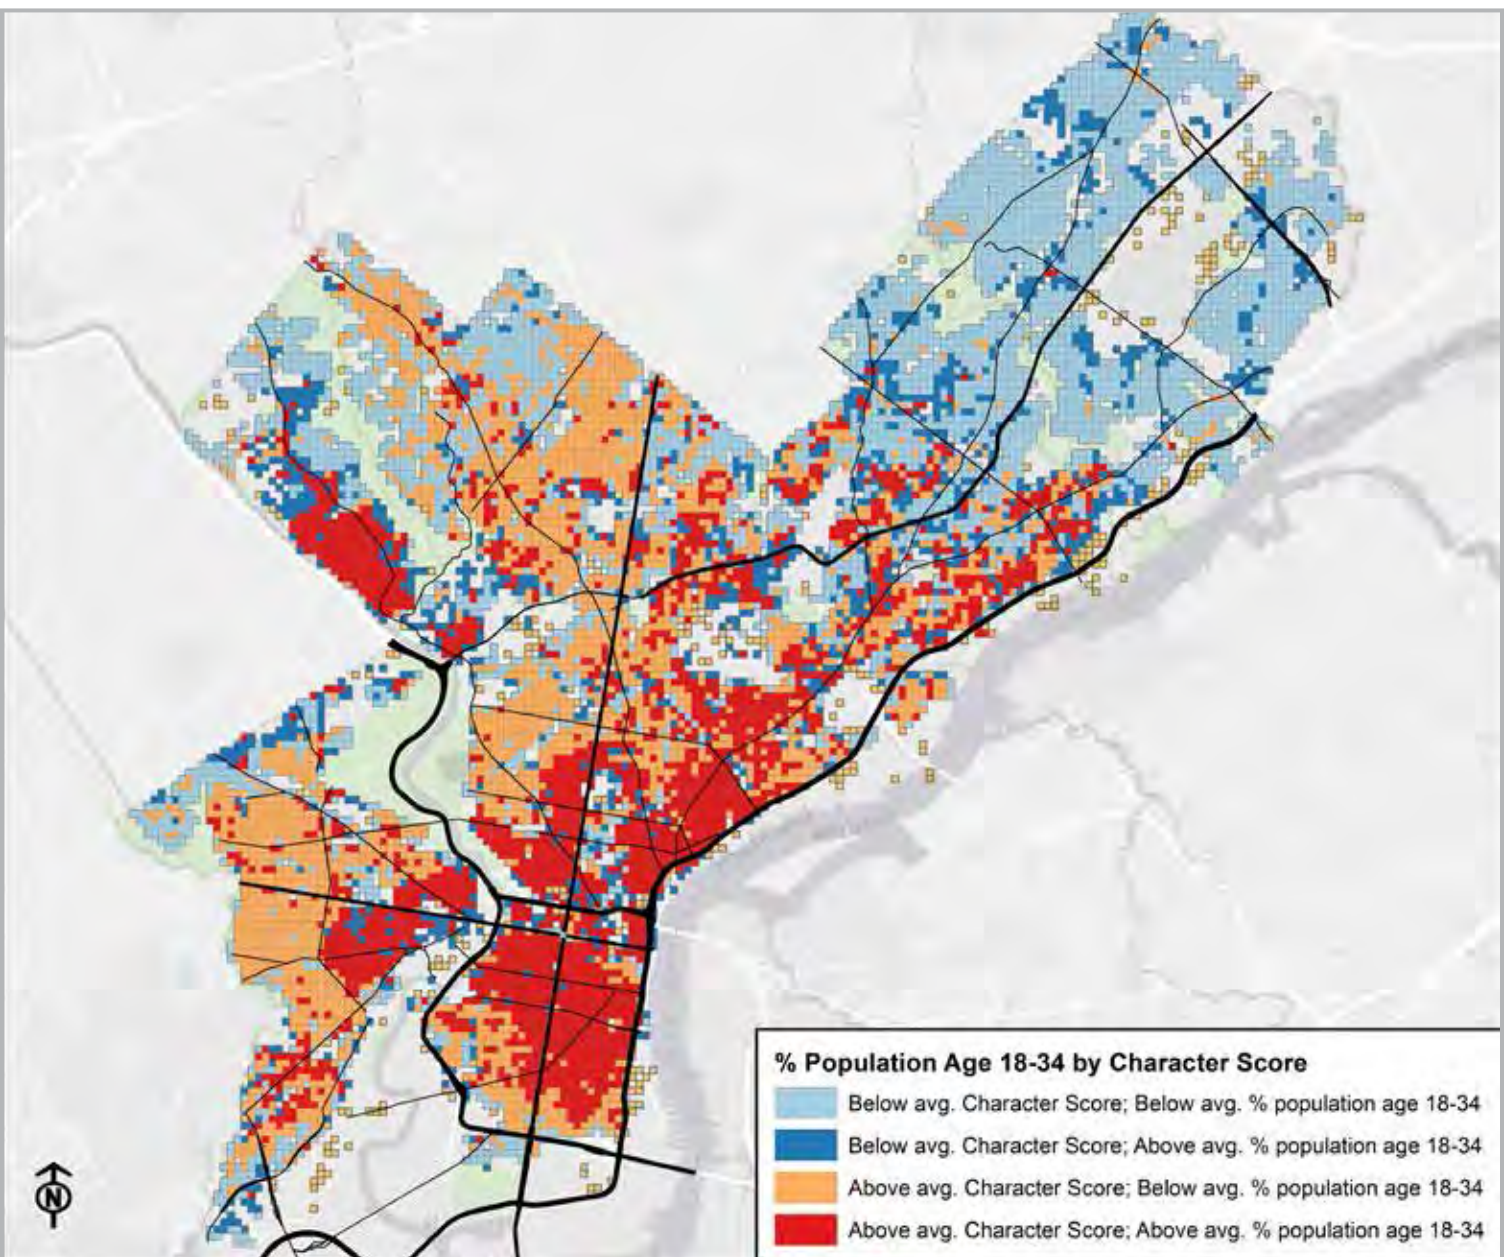 % Population Age 18-34 by Character Score
Below avg. Character Score; Below avg. % population age 18-34
Below avg. Character Score; Above avg. % population age 18-34
Above avg. Character Score; Below avg. % population age 18-34
Above avg. Character Score; Above avg. % population age 18-34
N